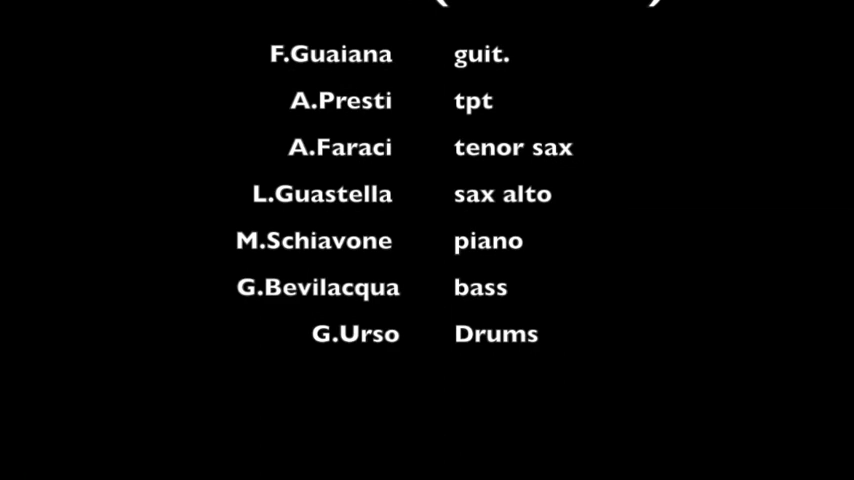 F.Guaiana guit.
A.Presti tpt
A.Faraci tenor sax
L.Guastella sax alto
M.Schiavone piano
G.Bevilacqua bass
G.Urso Drums